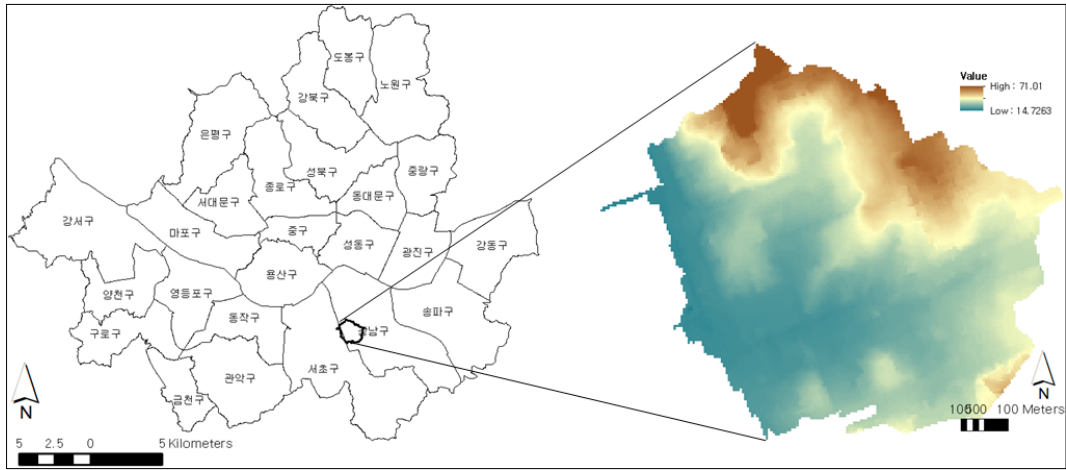 도봉구
노원구
강북구
은평구
성북구
중랑구
종로구
서대문구
동대문구
강서구
마포구
중구
성동구
광진구
강동구
용산구
양천구
영등포구
송파구
동작구
강남구
구로구
서초구
관악구
금천구
N
5 2.5 0 5 Kilometers
Value
High : 71.01
Low : 14.7263
N
100 Meters